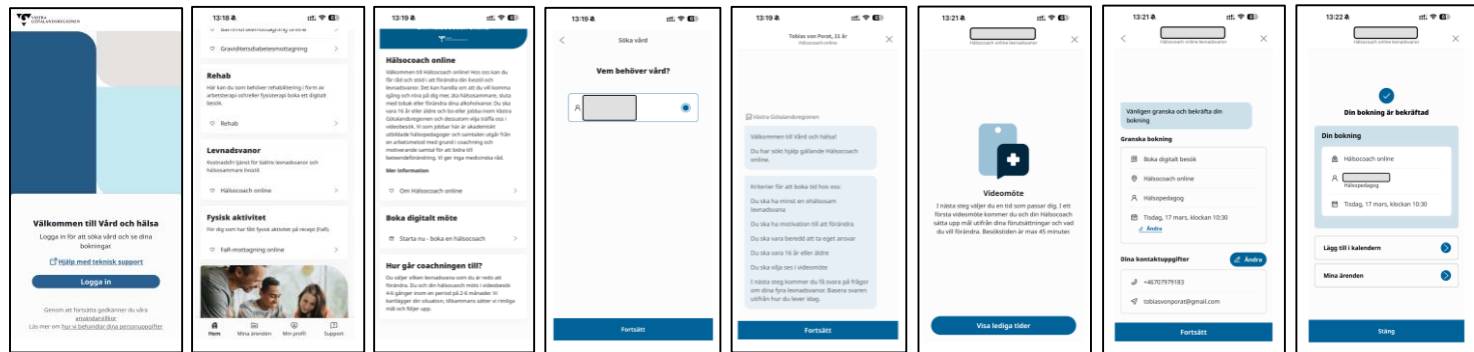 VÄSTRA
GÖTALANDSREGIONEN
Välkommen till Vård och hälsa
Logga in för att söka vård och se dina
bokningar.
Hjälp med teknisk support
Logga in
Genom att fortsätta godkänner du våra
användarvillkor
Läs mer om hur vi behandlar dina personuppgifter
13:18
Barnmorskemottagning online
Graviditetsdiabetesmottagning
Rehab
Här kan du som behöver rehabilitering i form av
arbetsterapi och/eller fysioterapi boka ett digitalt
besök.
Rehab
Levnadsvanor
Kostnadsfri tjänst för bättre levnadsvanor och
hälsosammare livsstil.
Hälsocoach online
Fysisk aktivitet
För dig som har fått fysisk aktivitet på recept (FaR).
FaR-mottagning online
Hem
Mina ärenden
Min profil
Support
13:19
Hälsocoach online
Välkommen till Hälsocoach online! Hos oss kan du
får råd och stöd i att förändra din livsstil och
levnadsvanor. Det kan handla om att du vill komma
igång och röra på dig mer, äta hälsosammare, sluta
med tobak eller förändra dina alkoholvanor. Du ska
vara 16 år eller äldre och bo eller jobba inom Västra
Götalandsregionen och dessutom vilja träffa oss i
videobesök. Vi som jobbar här är akademiskt
utbildade hälsopedagoger och samtalen utgår från
en arbetsmetod med grund i coachning och
motiverande samtal för att bidra till
beteendeförändring. Vi ger inga medicinska råd.
Mer information
Om Hälsocoach online
Boka digitalt möte
Starta nu - boka en hälsocoach
Hur går coachningen till?
Du väljer vilken levnadsvana som du är redo att
förändra. Du och din hälsocoach möts i videobesök
4-6 gånger inom en period på 2-6 månader. Vi
kartlägger din situation, tillsammans sätter vi rimliga
mål och följer upp.
13:19
Söka vård
Vem behöver vård?
Fortsätt
13:19
Tobias von Porat, 31 år
Hälsocoach online
Västra Götalandsregionen
Välkommen till Vård och hälsa!
Du har sökt hjälp gällande Hälsocoach
online.
Kriterier för att boka tid hos oss:
Du ska ha minst en ohälsosam
levnadsvana
Du ska ha motivation till att förändra
Du ska vara beredd att ta eget ansvar
Du ska vara 16 år eller äldre
Du ska vilja ses i videomöte
I nästa steg kommer du få svara på frågor
om dina fyra levnadsvanor. Basera svaren
utifrån hur du lever idag.
Fortsätt
13:21
Hälsocoach online levnadsvanor
Videomöte
I nästa steg väljer du en tid som passar dig. I ett
första videomöte kommer du och din Hälsocoach
sätta upp mål utifrån dina förutsättningar och vad
du vill förändra. Besökstiden är max 45 minuter.
Visa lediga tider
13:21
Hälsocoach online levnadsvanor
Vänligen granska och bekräfta din
bokning
Granska bokning
Boka digitalt besök
Hälsocoach online
Hälsopedagog
Tisdag, 17 mars, klockan 10:30
Ändra
Dina kontaktuppgifter
Ändra
+46707979183
tobiasvonporat@gmail.com
Fortsätt
13:22
Hälsocoach online levnadsvanor
Din bokning är bekräftad
Din bokning
Hälsocoach online
Hälsopedagog
Tisdag, 17 mars, klockan 10:30
Lägg till i kalendern
Mina ärenden
Stäng